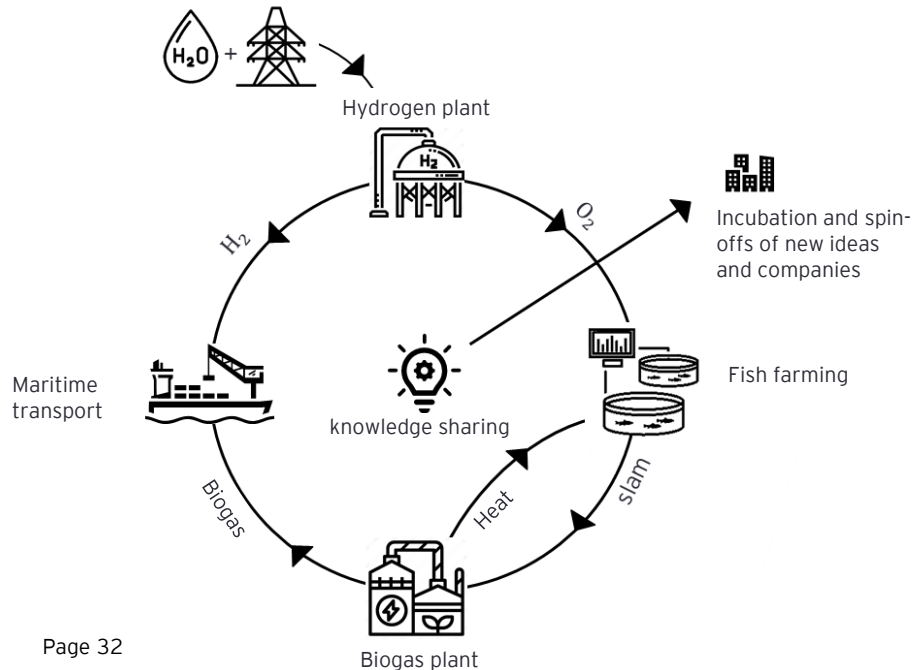 H₂O +
Hydrogen plant
H₂
H₂
O₂
Incubation and spin-
offs of new ideas
and companies
Maritime
transport
knowledge sharing
Fish farming
Biogas
Heat
slam
Biogas plant
Page 32